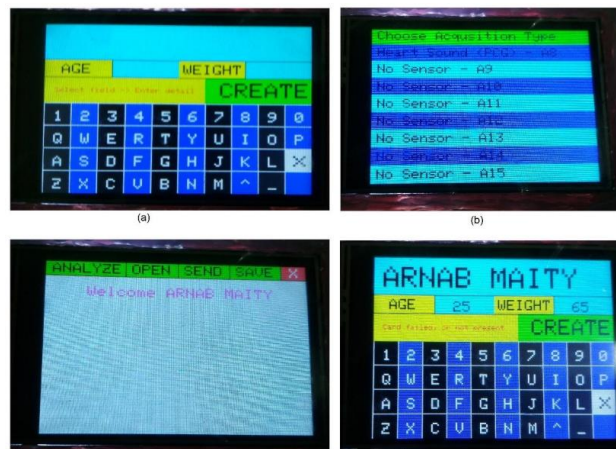 AGE WEIGHT
Select field -> Enter detail CREATE
1 2 3 4 5 6 7 8 9 0
Q W E R T Y U I O P
A S D F G H J K L X
Z X C V B N M ^ _
(a)
Choose Acqusition Type
Heart Sound (PCG) - A8
No Sensor - A9
No Sensor - A10
No Sensor - A11
No Sensor - A12
No Sensor - A13
No Sensor - A14
No Sensor - A15
(b)
ANALYZE OPEN SEND SAVE X
Welcome ARNAB MAITY
ARNAB MAITY
AGE 25 WEIGHT 65
Card failed, or not present CREATE
1 2 3 4 5 6 7 8 9 0
Q W E R T Y U I O P
A S D F G H J K L X
Z X C V B N M ^ _